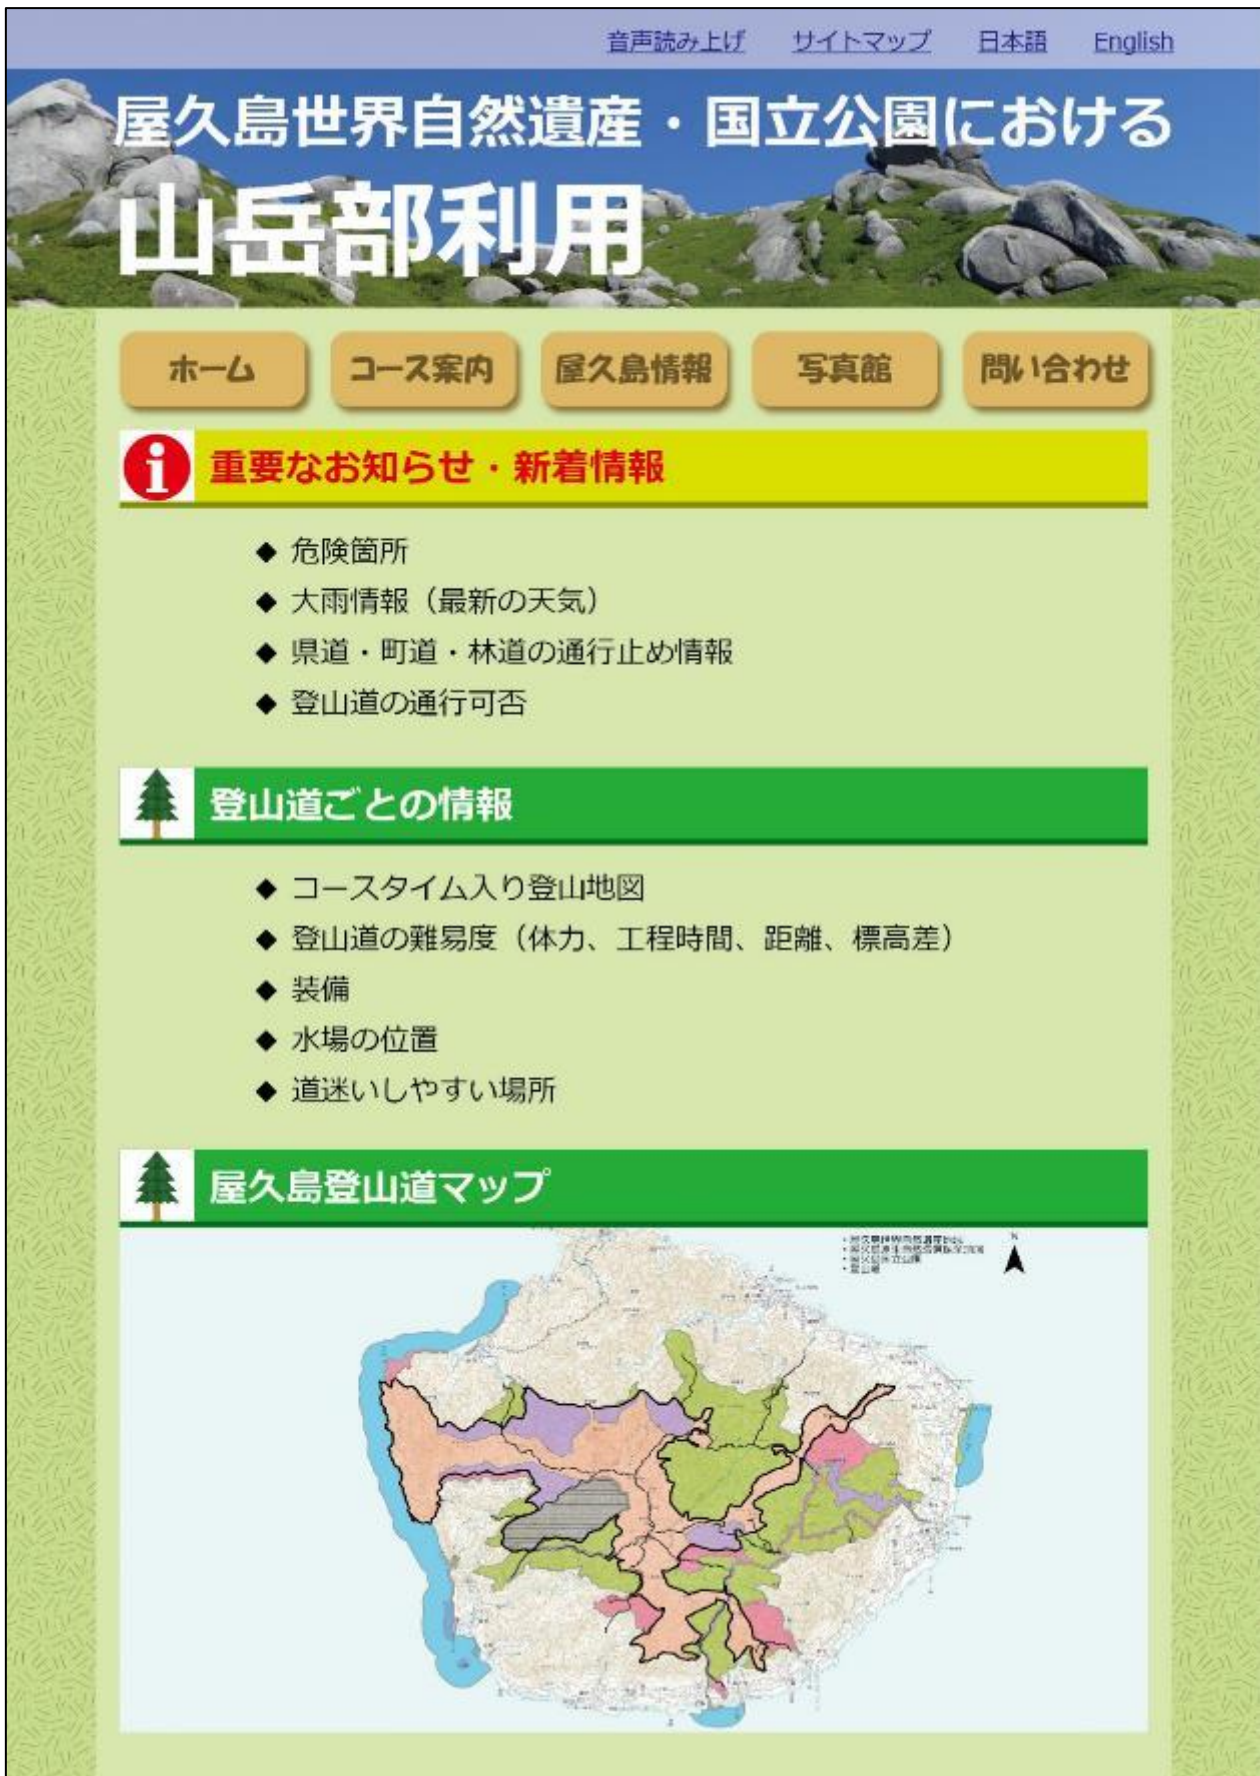 音声読み上げ サイトマップ 日本語 English
屋久島世界自然遺産・国立公園における
山岳部利用
ホーム コース案内 屋久島情報 写真館 問い合わせ
i 重要なお知らせ・新着情報
◆ 危険箇所
◆ 大雨情報（最新の天気）
◆ 県道・町道・林道の通行止め情報
◆ 登山道の通行可否
登山道ごとの情報
◆ コースタイム入り登山地図
◆ 登山道の難易度（体力、工程時間、距離、標高差）
◆ 装備
◆ 水場の位置
◆ 道迷いしやすい場所
屋久島登山道マップ
N